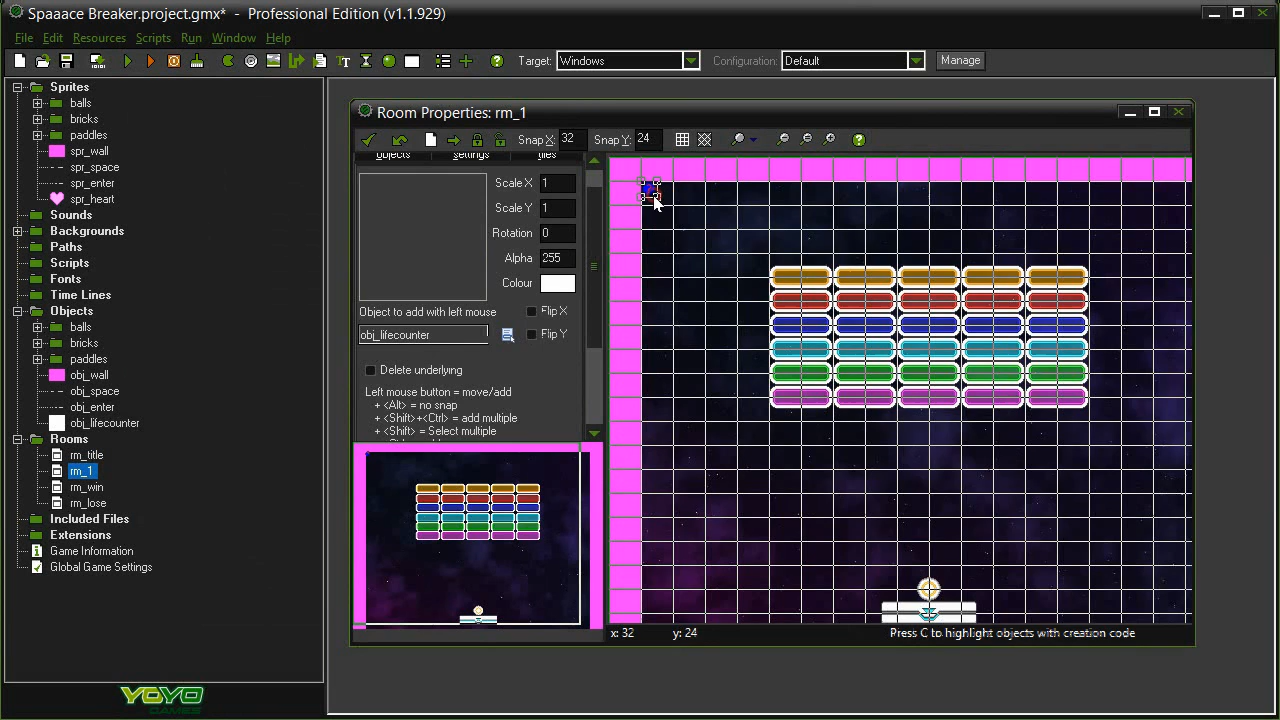 Spaaace Breaker.project.gmx* - Professional Edition (v1.1.929)
File Edit Resources Scripts Run Window Help
Target: Windows Configuration: Default Manage
Sprites
balls
bricks
paddles
spr_wall
spr_space
spr_enter
spr_heart
Sounds
Backgrounds
Paths
Scripts
Fonts
Time Lines
Objects
balls
bricks
paddles
obj_wall
obj_space
obj_enter
obj_lifecounter
Rooms
rm_title
rm_1
rm_win
rm_lose
Included Files
Extensions
Game Information
Global Game Settings
YOYO
GAMES
Room Properties: rm_1
Snap X: 32 Snap Y: 24
objects settings tiles
Scale X 1
Scale Y 1
Rotation 0
Alpha 255
Colour
Object to add with left mouse
Flip X
obj_lifecounter
Flip Y
Delete underlying
Left mouse button = move/add
+ <Alt> = no snap
+ <Shift>+<Ctrl> = add multiple
+ <Shift> = Select multiple
x: 32 y: 24 Press C to highlight objects with creation code